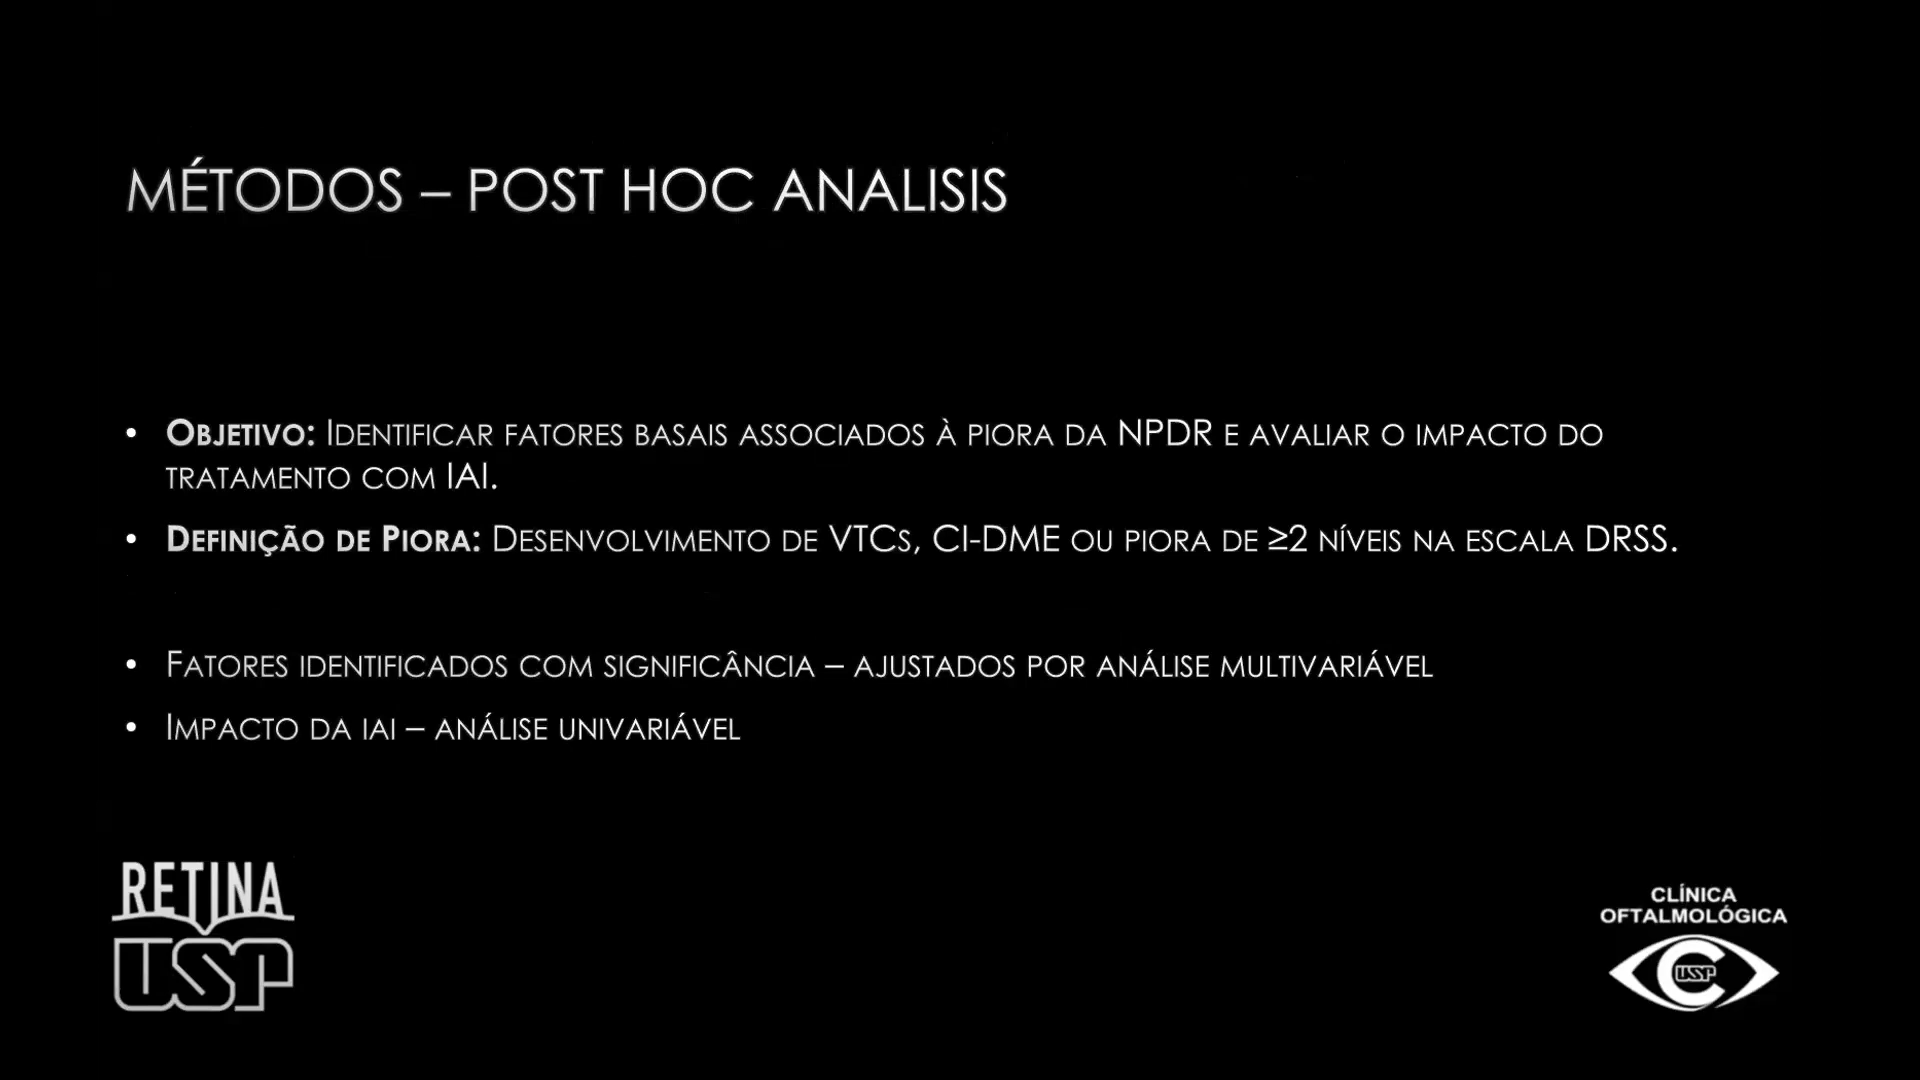 MÉTODOS – POST HOC ANALISIS
• OBJETIVO: IDENTIFICAR FATORES BASAIS ASSOCIADOS À PIORA DA NPDR E AVALIAR O IMPACTO DO
TRATAMENTO COM IAI.
• DEFINIÇÃO DE PIORA: DESENVOLVIMENTO DE VTCS, CI-DME OU PIORA DE ≥2 NÍVEIS NA ESCALA DRSS.
• FATORES IDENTIFICADOS COM SIGNIFICÂNCIA – AJUSTADOS POR ANÁLISE MULTIVARIÁVEL
• IMPACTO DA IAI – ANÁLISE UNIVARIÁVEL
RETINA
USP
CLÍNICA
OFTALMOLÓGICA
C
USP